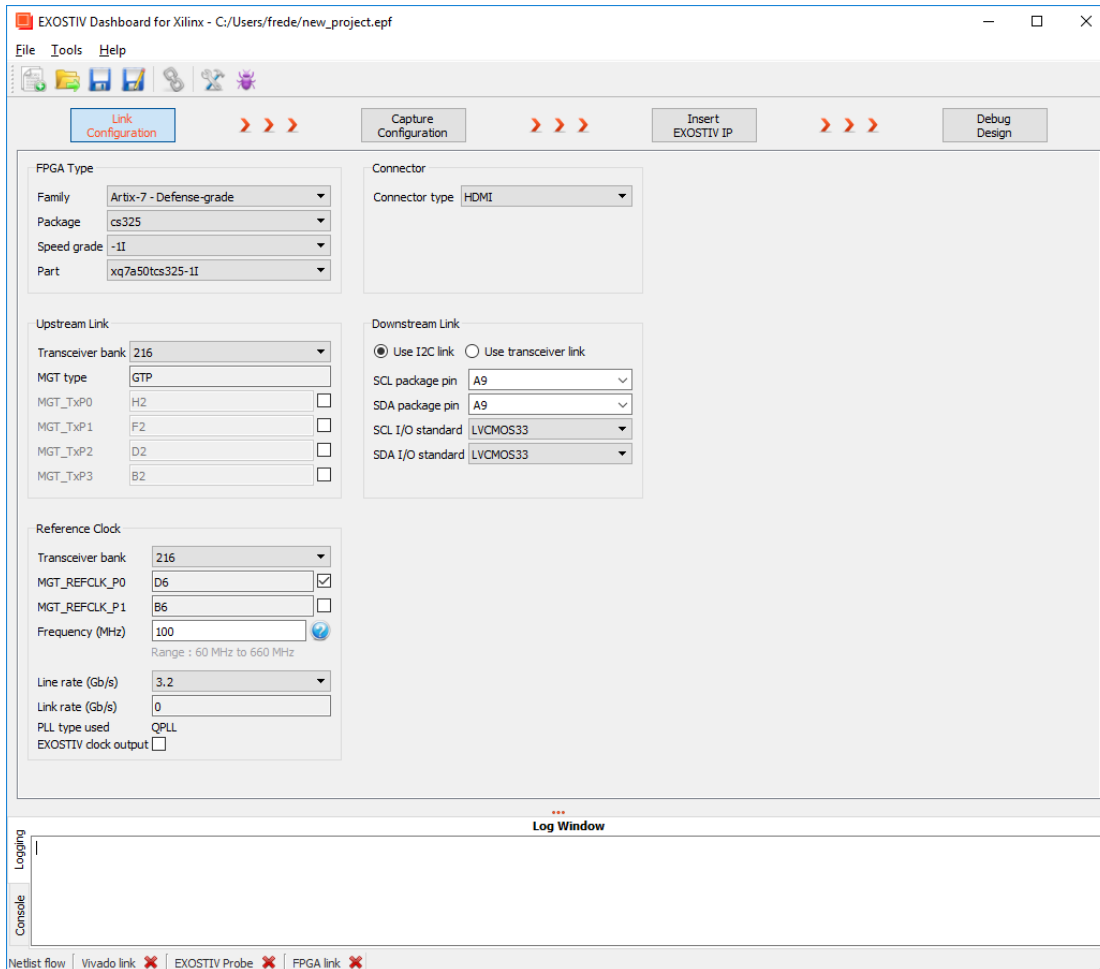 EXOSTIV Dashboard for Xilinx - C:/Users/frede/new_project.epf
File Tools Help
Link Configuration
Capture Configuration
Insert EXOSTIV IP
Debug Design
FPGA Type
Family Artix-7 - Defense-grade
Package cs325
Speed grade -1I
Part xq7a50tcs325-1I
Connector
Connector type HDMI
Upstream Link
Transceiver bank 216
MGT type GTP
MGT_TxP0 H2
MGT_TxP1 F2
MGT_TxP2 D2
MGT_TxP3 B2
Downstream Link
Use I2C link Use transceiver link
SCL package pin A9
SDA package pin A9
SCL I/O standard LVCMOS33
SDA I/O standard LVCMOS33
Reference Clock
Transceiver bank 216
MGT_REFCLK_P0 D6
MGT_REFCLK_P1 B6
Frequency (MHz) 100
Range : 60 MHz to 660 MHz
Line rate (Gb/s) 3.2
Link rate (Gb/s) 0
PLL type used QPLL
EXOSTIV clock output
Log Window
Logging
Console
Netlist flow Vivado link EXOSTIV Probe FPGA link